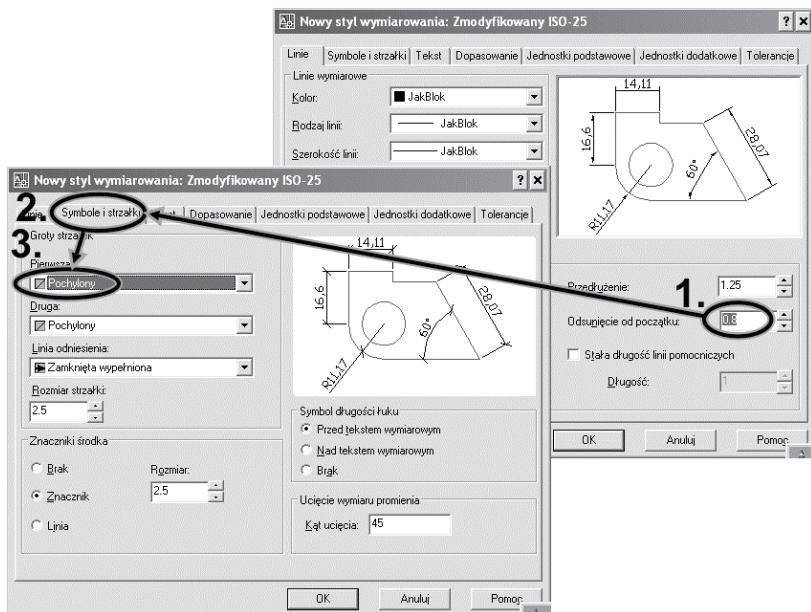 Nowy styl wymiarowania: Zmodyfikowany ISO-25
Linie
Symbole i strzałki
Tekst
Dopasowanie
Jednostki podstawowe
Jednostki dodatkowe
Tolerancje
Linie wymiarowe
Kolor:
JakBlok
Rodzaj linii:
JakBlok
Szerokość linii:
JakBlok
14,11
16,6
28,07
60°
R11,17
Przedłużenie:
1.25
1.
Odsunięcie od początku:
0.8
Stała długość linii pomocniczych
Długość:
1
OK
Anuluj
Pomoc
Nowy styl wymiarowania: Zmodyfikowany ISO-25
2.
Symbole i strzałki
Dopasowanie
Jednostki podstawowe
Jednostki dodatkowe
Tolerancje
3.
Groty strzałek
Pierwsza:
Pochylony
Druga:
Pochylony
Linia odniesienia:
Zamknięta wypełniona
Rozmiar strzałki:
2.5
14,11
16,6
28,07
60°
R11,17
Znaczniki środka
Brak
Rozmiar:
Znacznik
2.5
Linia
Symbol długości łuku
Przed tekstem wymiarowym
Nad tekstem wymiarowym
Brak
Ucięcie wymiaru promienia
Kąt ucięcia:
45
OK
Anuluj
Pomoc